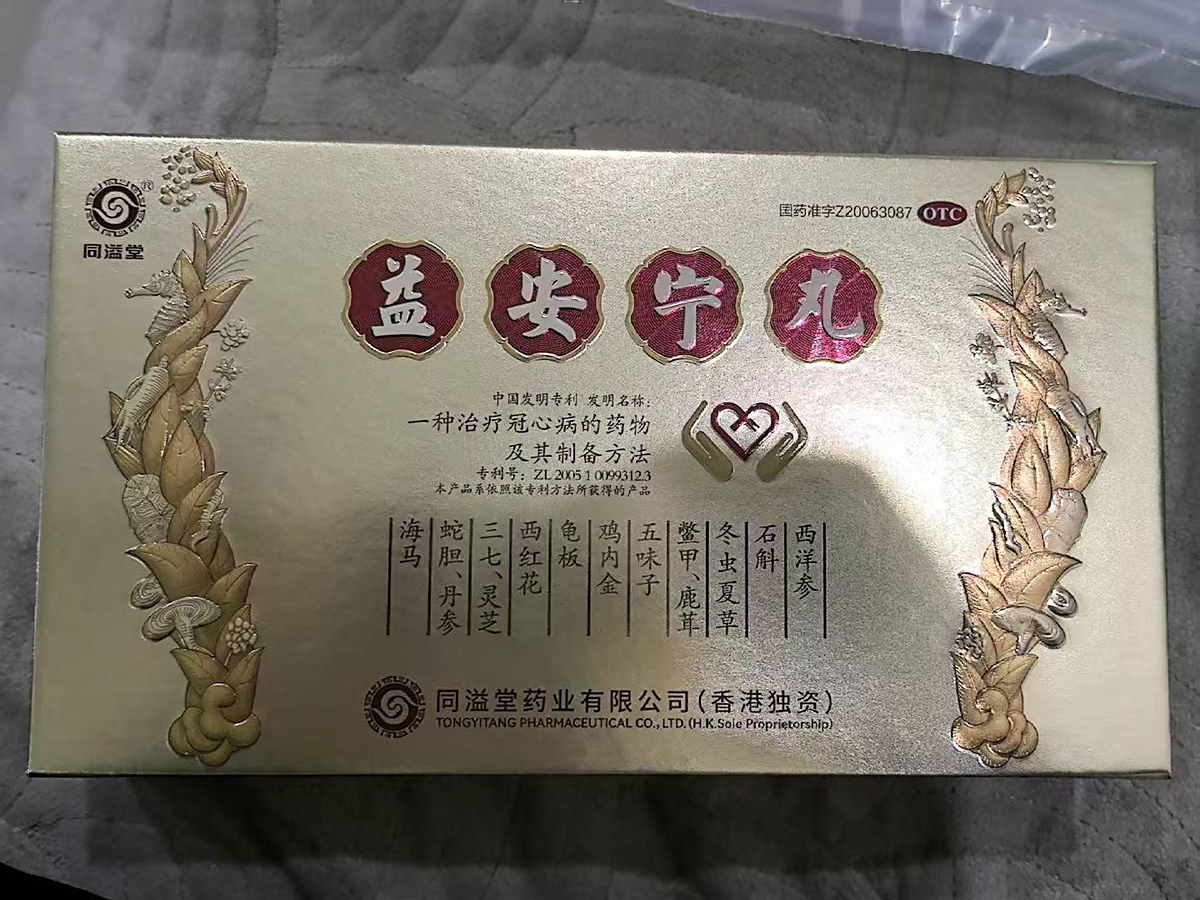 同溢堂
®
国药准字Z20063087 OTC
益安宁丸
中国发明专利 发明名称:
一种治疗冠心病的药物
及其制备方法
专利号: ZL 2005 1 0099312.3
本产品系依照该专利方法所获得的产品
西洋参
石斛
冬虫夏草
鳖甲、鹿茸
五味子
鸡内金
龟板
西红花
三七、灵芝
蛇胆、丹参
海马
同溢堂药业有限公司(香港独资)
TONGYITANG PHARMACEUTICAL CO., LTD. (H.K.Sole Proprietorship)